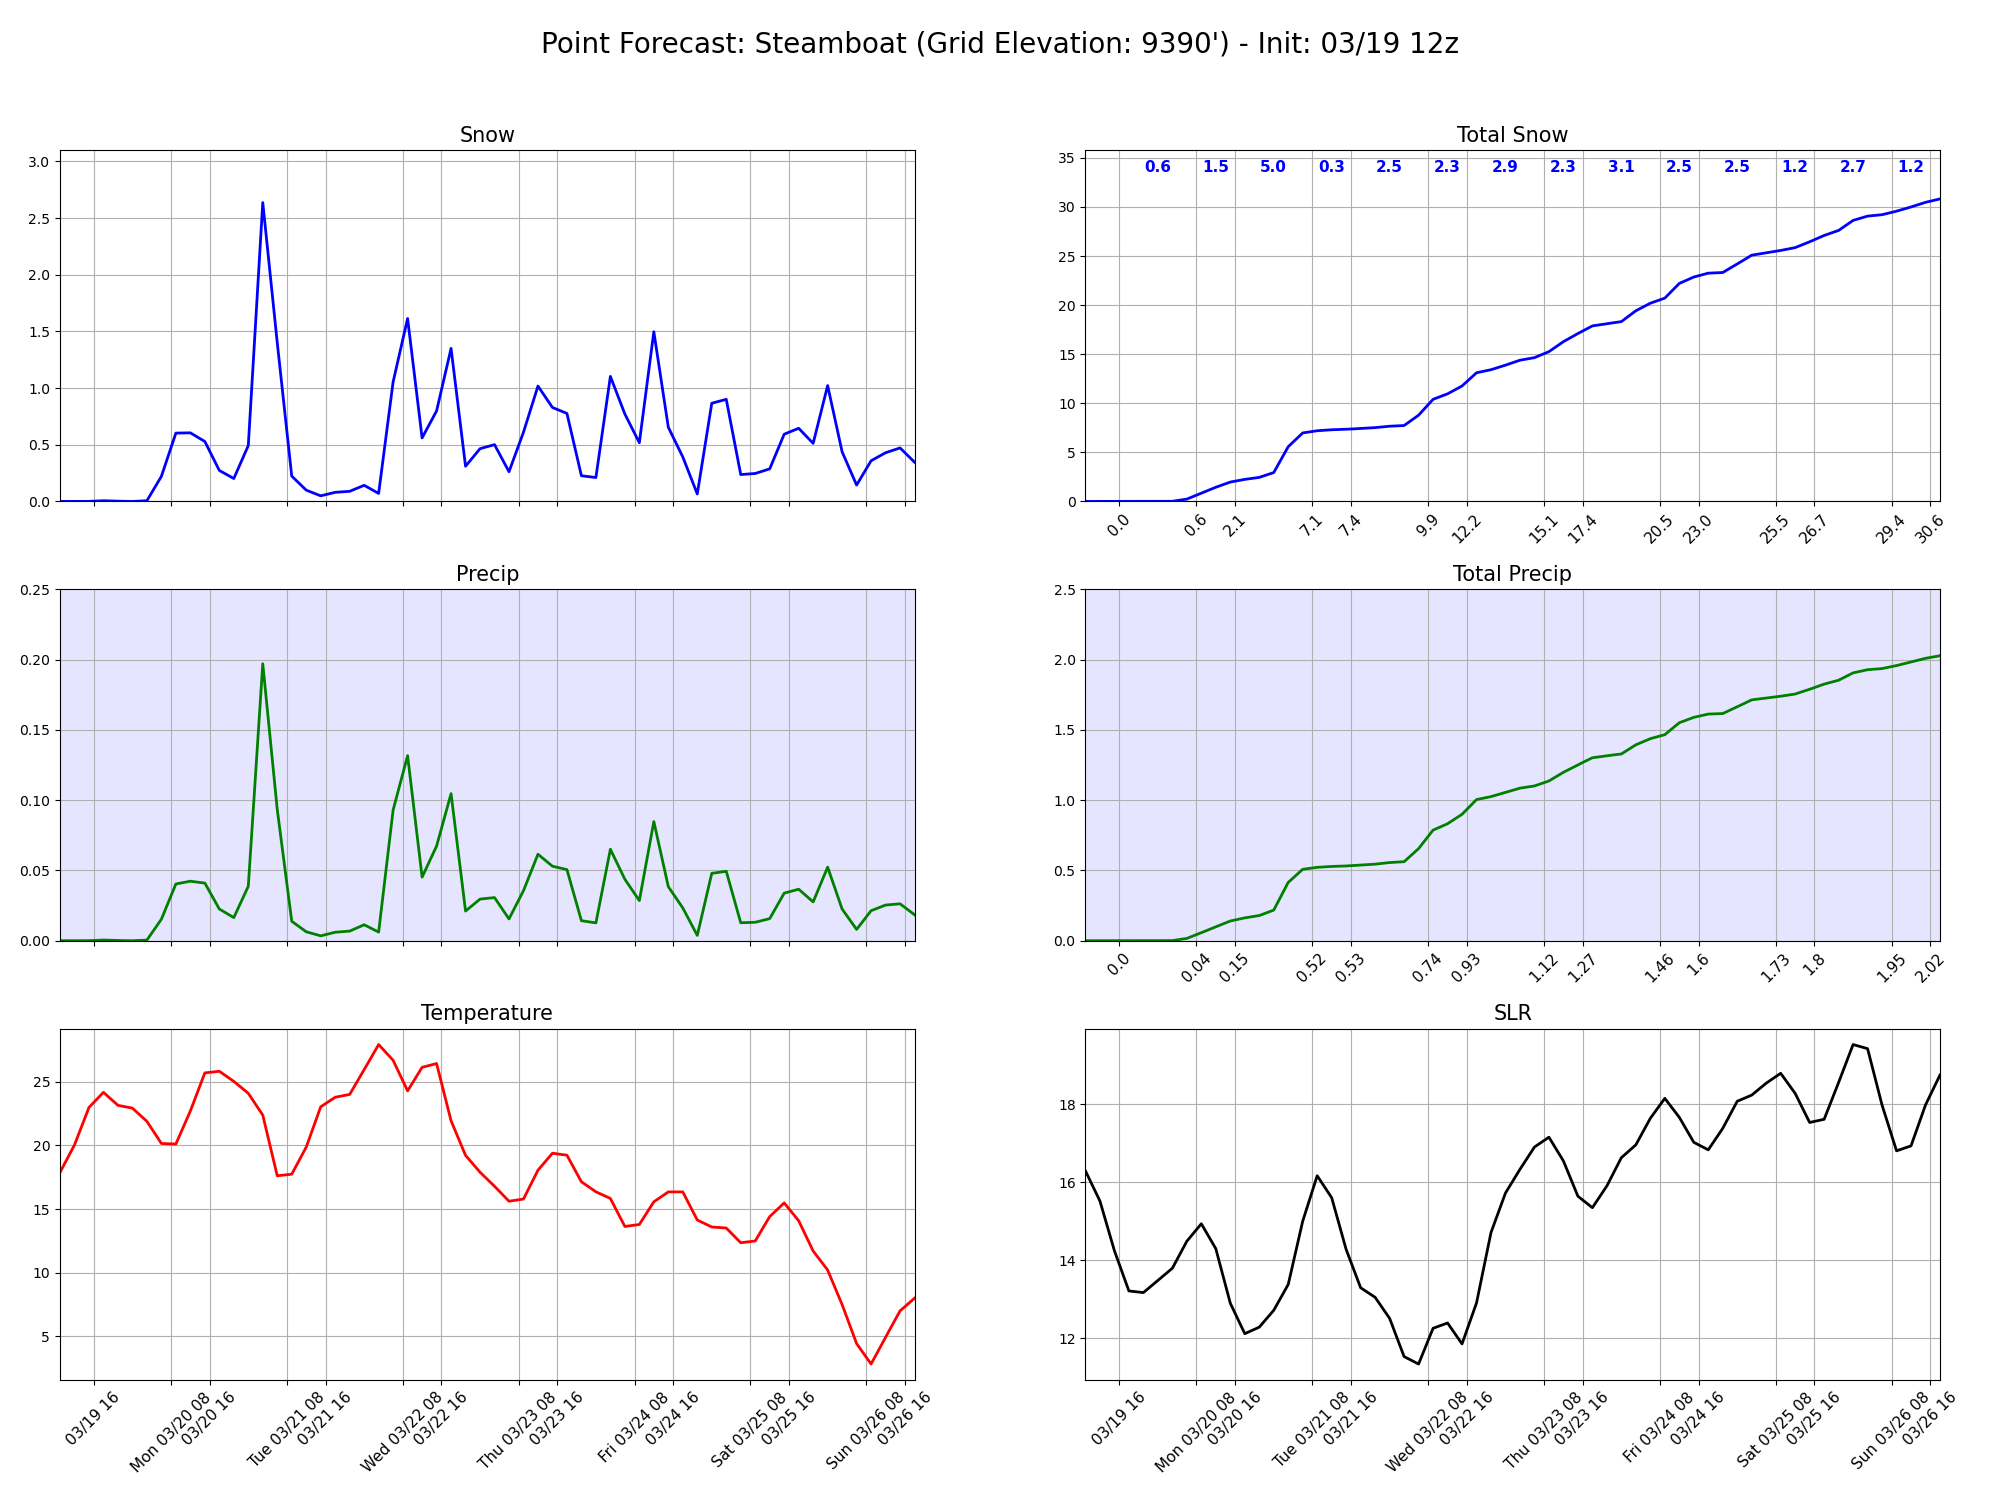 Point Forecast: Steamboat (Grid Elevation: 9390') - Init: 03/19 12z
Snow
3.0
2.5
2.0
1.5
1.0
0.5
0.0
Total Snow
35
30
25
20
15
10
5
0
0.6 1.5 5.0 0.3 2.5 2.3 2.9 2.3 3.1 2.5 2.5 1.2 2.7 1.2
0.0 0.6 2.1 7.1 7.4 9.9 12.2 15.1 17.4 20.5 23.0 25.5 26.7 29.4 30.6
Precip
0.25
0.20
0.15
0.10
0.05
0.00
Total Precip
2.5
2.0
1.5
1.0
0.5
0.0
0.0 0.04 0.15 0.52 0.53 0.74 0.93 1.12 1.27 1.46 1.6 1.73 1.8 1.95 2.02
Temperature
25
20
15
10
5
03/19 16
Mon 03/20 08
03/20 16
Tue 03/21 08
03/21 16
Wed 03/22 08
03/22 16
Thu 03/23 08
03/23 16
Fri 03/24 08
03/24 16
Sat 03/25 08
03/25 16
Sun 03/26 08
03/26 16
SLR
18
16
14
12
03/19 16
Mon 03/20 08
03/20 16
Tue 03/21 08
03/21 16
Wed 03/22 08
03/22 16
Thu 03/23 08
03/23 16
Fri 03/24 08
03/24 16
Sat 03/25 08
03/25 16
Sun 03/26 08
03/26 16